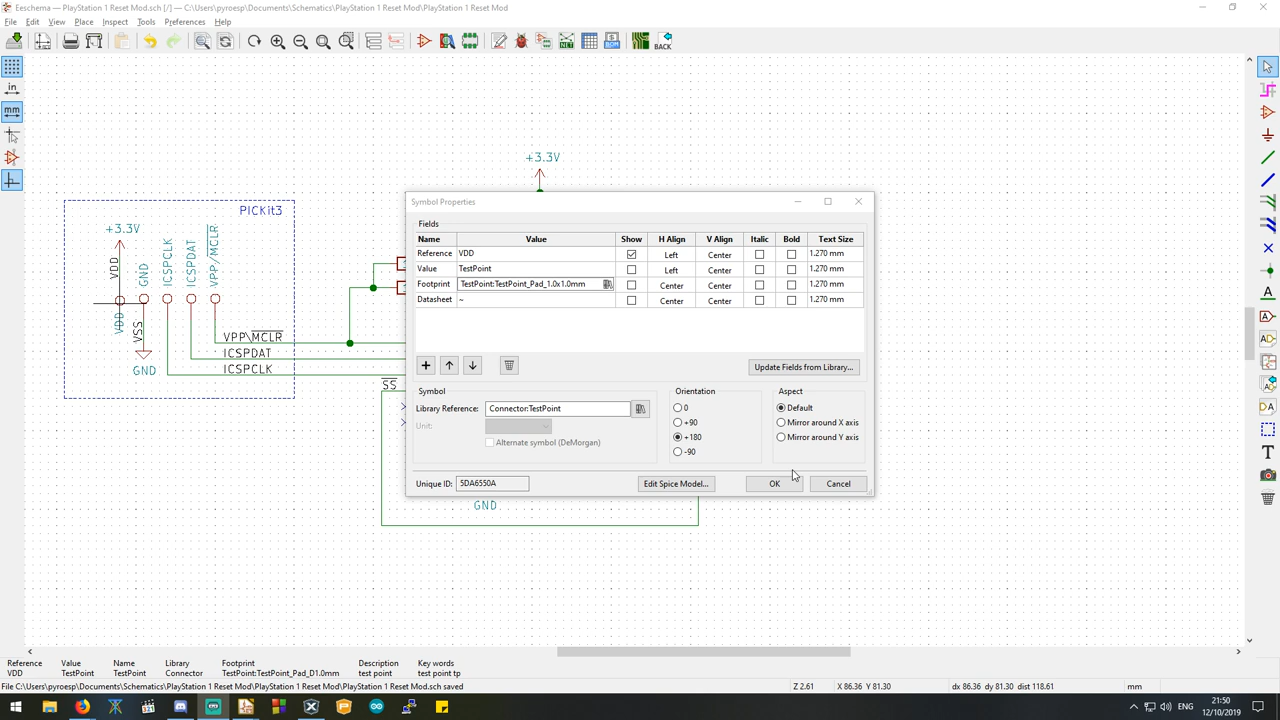 Eeschema — PlayStation 1 Reset Mod.sch [/] — C:\Users\pyroesp\Documents\Schematics\PlayStation 1 Reset Mod\PlayStation 1 Reset Mod
File Edit View Place Inspect Tools Preferences Help
NET
BOM
BACK
in
mm
+3.3V
PICKit3
+3.3V
VDD
GND
ICSPCLK
ICSPDAT
VPP/MCLR
VDD
VSS
GND
VPP\MCLR
ICSPDAT
ICSPCLK
SS
GND
Symbol Properties
Fields
Name Value Show H Align V Align Italic Bold Text Size
Reference VDD Left Center 1.270 mm
Value TestPoint Left Center 1.270 mm
Footprint TestPoint:TestPoint_Pad_1.0x1.0mm Center Center 1.270 mm
Datasheet ~ Center Center 1.270 mm
Update Fields from Library...
Symbol
Library Reference: Connector:TestPoint
Unit:
Alternate symbol (DeMorgan)
Orientation
0
+90
+180
-90
Aspect
Default
Mirror around X axis
Mirror around Y axis
Unique ID: 5DA6550A
Edit Spice Model...
OK
Cancel
Reference Value Name Library Footprint Description Key words
VDD TestPoint TestPoint Connector TestPoint:TestPoint_Pad_D1.0mm test point test point tp
File C:\Users\pyroesp\Documents\Schematics\PlayStation 1 Reset Mod\PlayStation 1 Reset Mod\PlayStation 1 Reset Mod.sch saved
Z 2.61
X 86.36 Y 81.30
dx 86.36 dy 81.30 dist 118.61
mm
ENG
21:50
12/10/2019